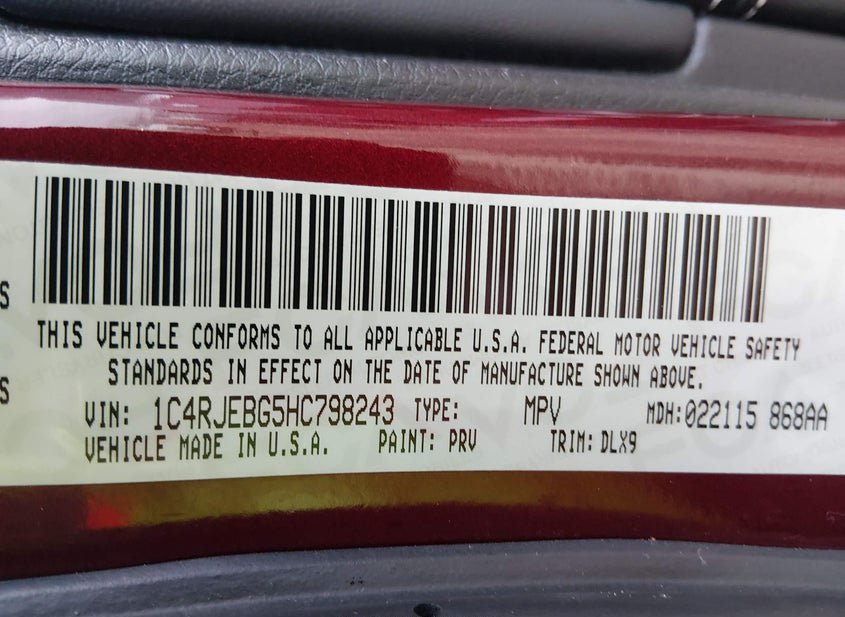 S
THIS VEHICLE CONFORMS TO ALL APPLICABLE U.S.A. FEDERAL MOTOR VEHICLE SAFETY
STANDARDS IN EFFECT ON THE DATE OF MANUFACTURE SHOWN ABOVE.
S
VIN: 1C4RJEBG5HC798243 TYPE: MPV MDH:022115 868AA
VEHICLE MADE IN U.S.A. PAINT: PRV TRIM: DLX9